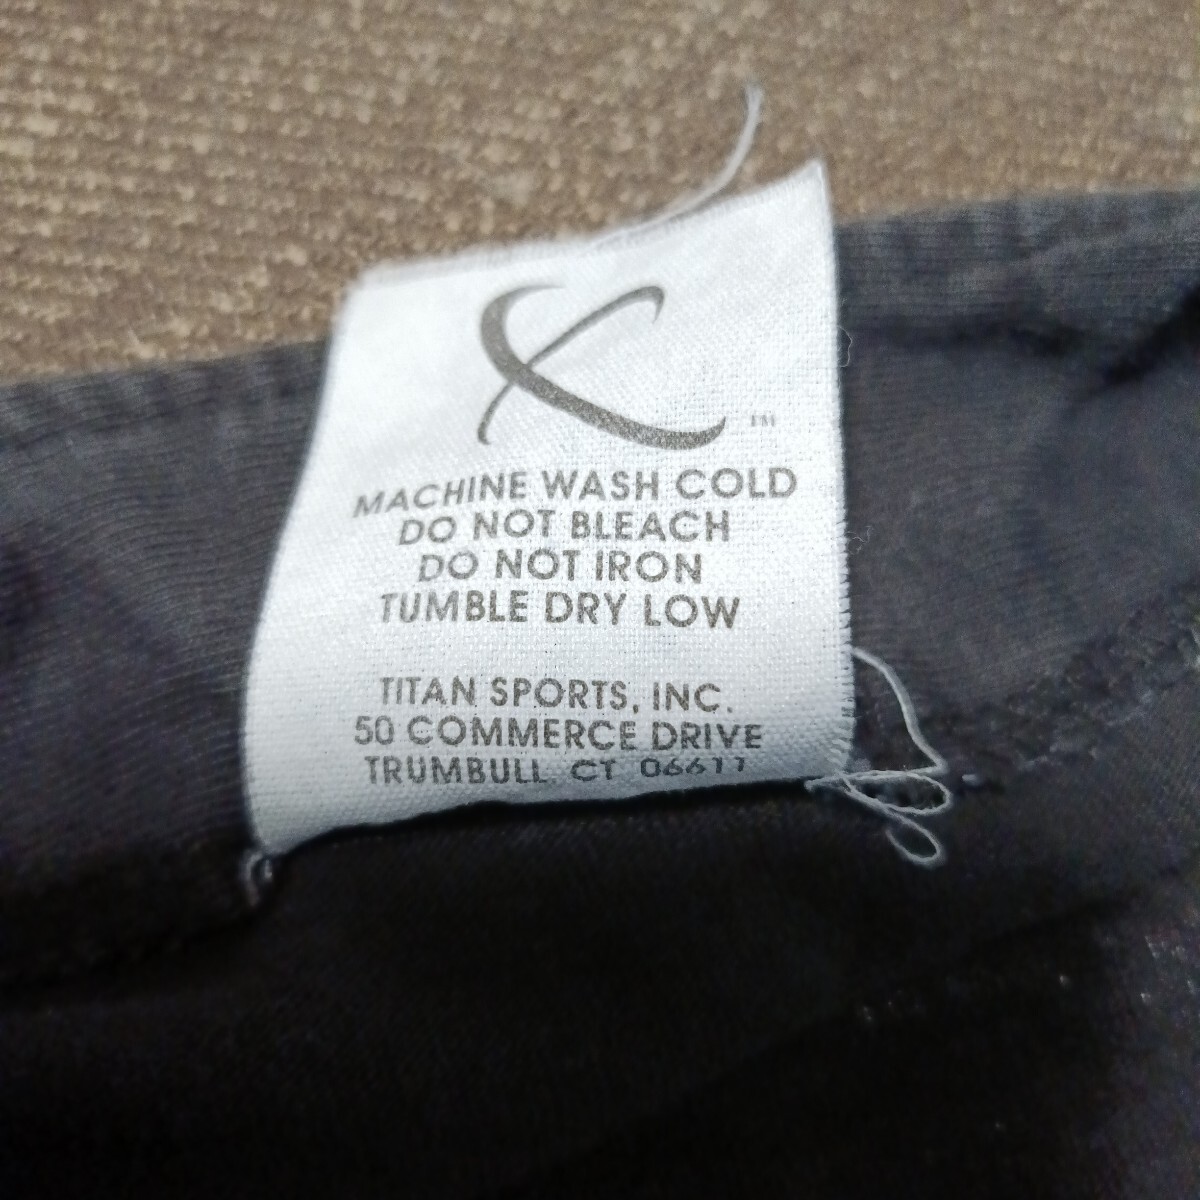 TM
MACHINE WASH COLD
DO NOT BLEACH
DO NOT IRON
TUMBLE DRY LOW
TITAN SPORTS, INC.
50 COMMERCE DRIVE
TRUMBULL, CT 06611